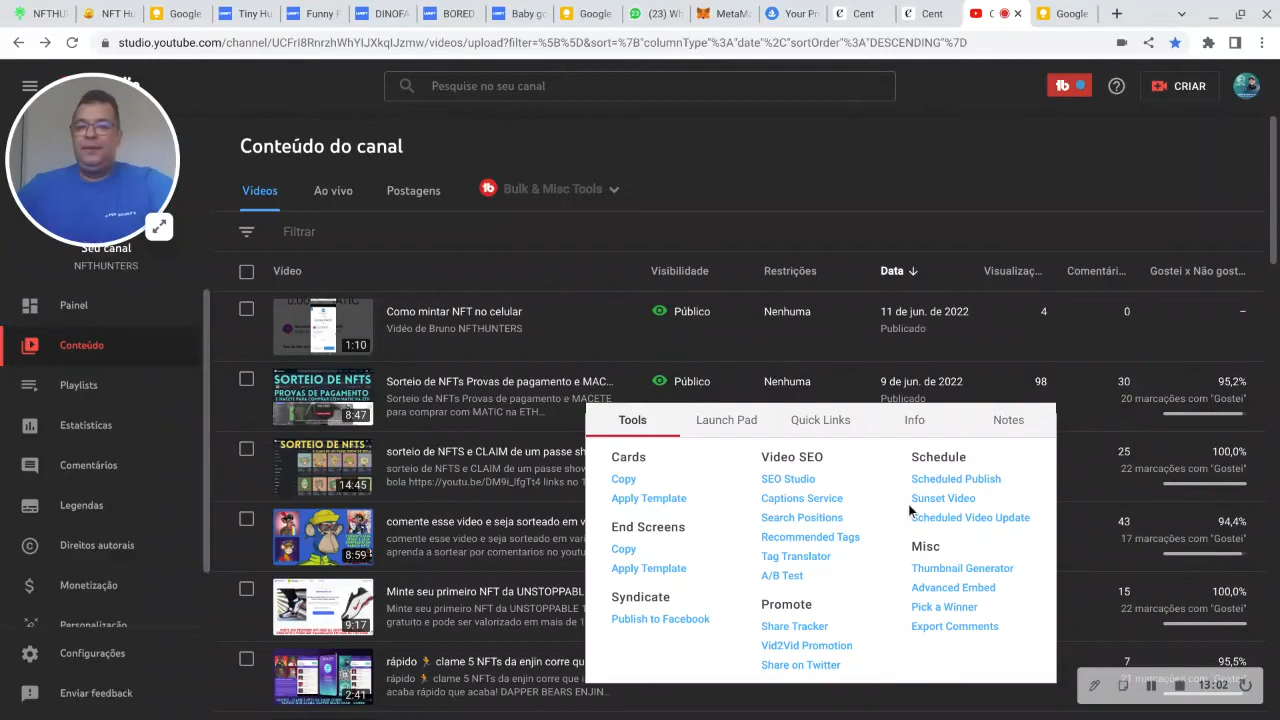 NFTHU
NFT Hu
Google
Tiny
Funny P
DINOFA
BORED
Baby go
Google
(23) Wh
MetaMa
Your Pr
Cent
Cent
Google
studio.youtube.com/channel/UCFrI8RnrzhWhYIJXkqIJzmw/videos/upload?filter=%5B%5D&sort=%7B"columnType"%3A"date"%2C"sortOrder"%3A"DESCENDING"%7D
Pesquise no seu canal
CRIAR
Conteúdo do canal
Vídeos
Ao vivo
Postagens
Bulk & Misc Tools
Filtrar
Seu canal
NFTHUNTERS
Painel
Conteúdo
Playlists
Estatísticas
Comentários
Legendas
Direitos autorais
Monetização
Personalização
Configurações
Enviar feedback
Vídeo
Visibilidade
Restrições
Data
Visualizaç...
Comentári...
Gostei x Não gost...
1:10
Como mintar NFT no celular
Vídeo de Bruno NFTHUNTERS
Público
Nenhuma
11 de jun. de 2022
Publicado
4
0
–
SORTEIO DE NFTS
PROVAS DE PAGAMENTO
8:47
Sorteio de NFTs Provas de pagamento e MAC...
Sorteio de NFTs Provas de pagamento e MACETE
para comprar com MATIC na ETH...
Público
Nenhuma
9 de jun. de 2022
Publicado
98
30
95,2%
20 marcações com "Gostei"
SORTEIO DE NFTS
14:45
sorteio de NFTS e CLAIM de um passe sh
sorteio de NFTS e CLAIM de um passe show
bola https://youtu.be/DM9i_lfgTt4 links no 1
25
100,0%
22 marcações com "Gostei"
8:59
comente esse video e seja sorteado em v
comente esse video e seja sorteado em vari
aprenda a sortear por comentarios no youtu
43
94,4%
17 marcações com "Gostei"
9:17
Minte seu primeiro NFT da UNSTOPPABLE
Minte seu primeiro NFT da UNSTOPPABLE 1
gratuito e pode ser valorizado em mais de 1
15
100,0%
22 marcações com "Gostei"
2:41
rápido 🏃 clame 5 NFTs da enjin corre qu
rápido 🏃 clame 5 NFTs da enjin corre que
acaba rápido que acaba! DAPPER BEARS ENJIN...
7
95,5%
21 marcações com "Gostei"
Tools
Launch Pad
Quick Links
Info
Notes
Cards
Copy
Apply Template
End Screens
Copy
Apply Template
Syndicate
Publish to Facebook
Video SEO
SEO Studio
Captions Service
Search Positions
Recommended Tags
Tag Translator
A/B Test
Promote
Share Tracker
Vid2Vid Promotion
Share on Twitter
Schedule
Scheduled Publish
Sunset Video
Scheduled Video Update
Misc
Thumbnail Generator
Advanced Embed
Pick a Winner
Export Comments
13:02